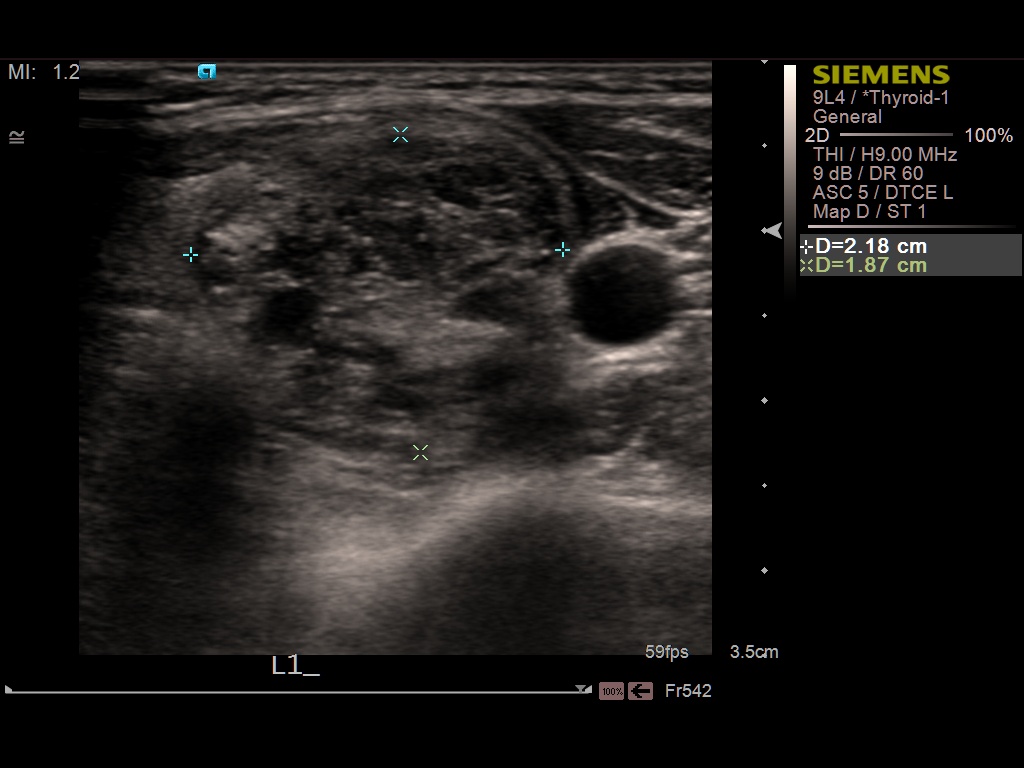 MI: 1.2
SIEMENS
9L4 / *Thyroid-1
General
2D 100%
THI / H9.00 MHz
9 dB / DR 60
ASC 5 / DTCE L
Map D / ST 1
D=2.18 cm
D=1.87 cm
59fps 3.5cm
L1_
100% Fr542